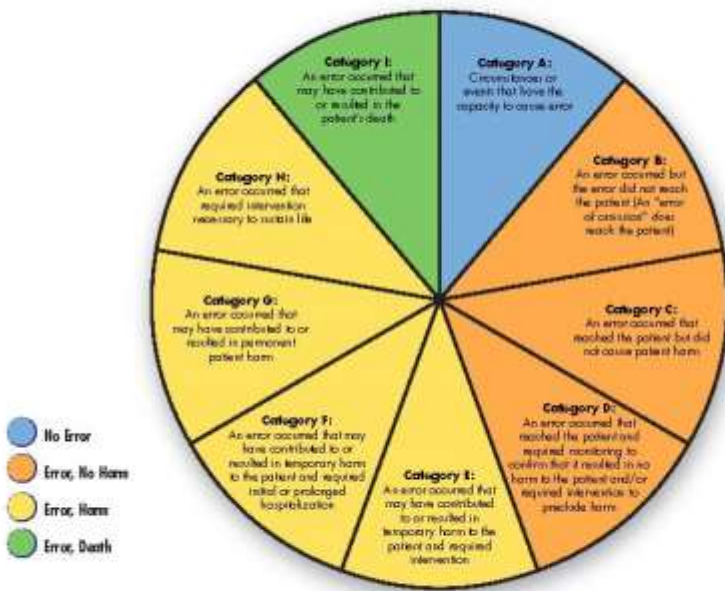 Category I:
An error occurred that
may have contributed to
or resulted in the
patient's death
Category A:
Circumstances or
events that have the
capacity to cause error
Category B:
An error occurred but
the error did not reach
the patient (An "error
of omission" does
reach the patient)
Category C:
An error occurred that
reached the patient but did
not cause patient harm
Category D:
An error occurred that
reached the patient and
required monitoring to
confirm that it resulted in no
harm to the patient and/or
required intervention to
preclude harm
Category E:
An error occurred that
may have contributed
to or resulted in
temporary harm to the
patient and required
intervention
Category F:
An error occurred that may
have contributed to or
resulted in temporary harm
to the patient and required
initial or prolonged
hospitalization
Category G:
An error occurred that
may have contributed to or
resulted in permanent
patient harm
Category H:
An error occurred that
required intervention
necessary to sustain life
No Error
Error, No Harm
Error, Harm
Error, Death